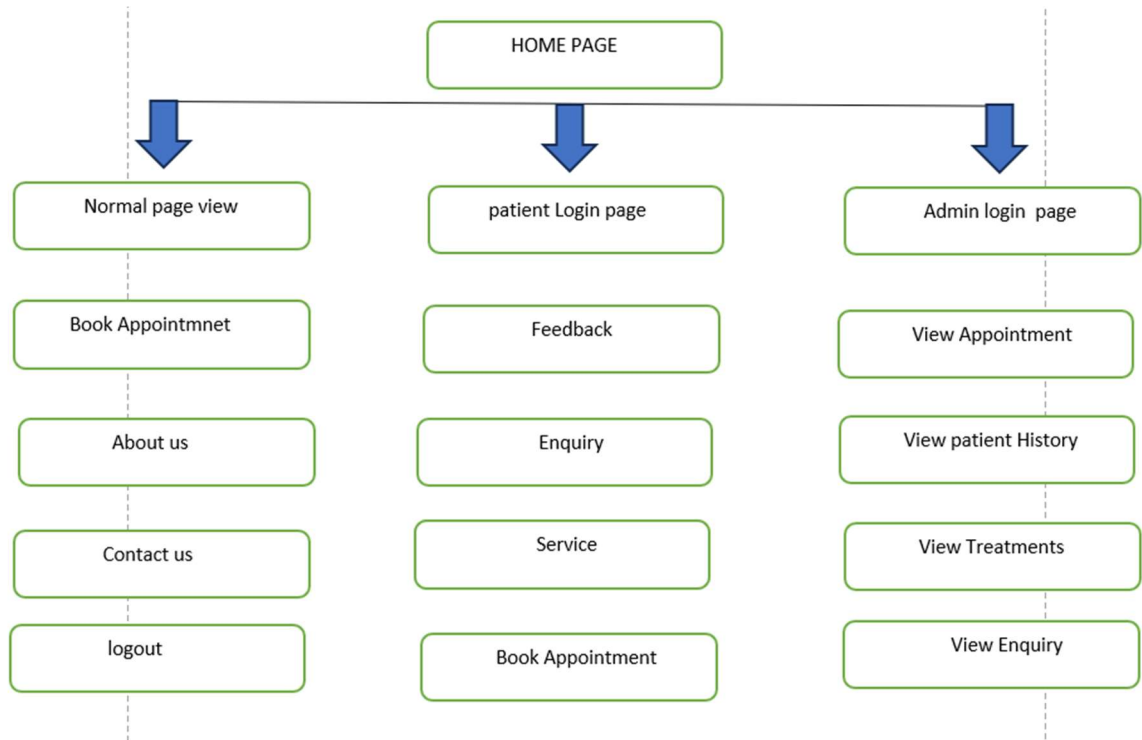 HOME PAGE
Normal page view
patient Login page
Admin login page
Book Appointmnet
Feedback
View Appointment
About us
Enquiry
View patient History
Contact us
Service
View Treatments
logout
Book Appointment
View Enquiry